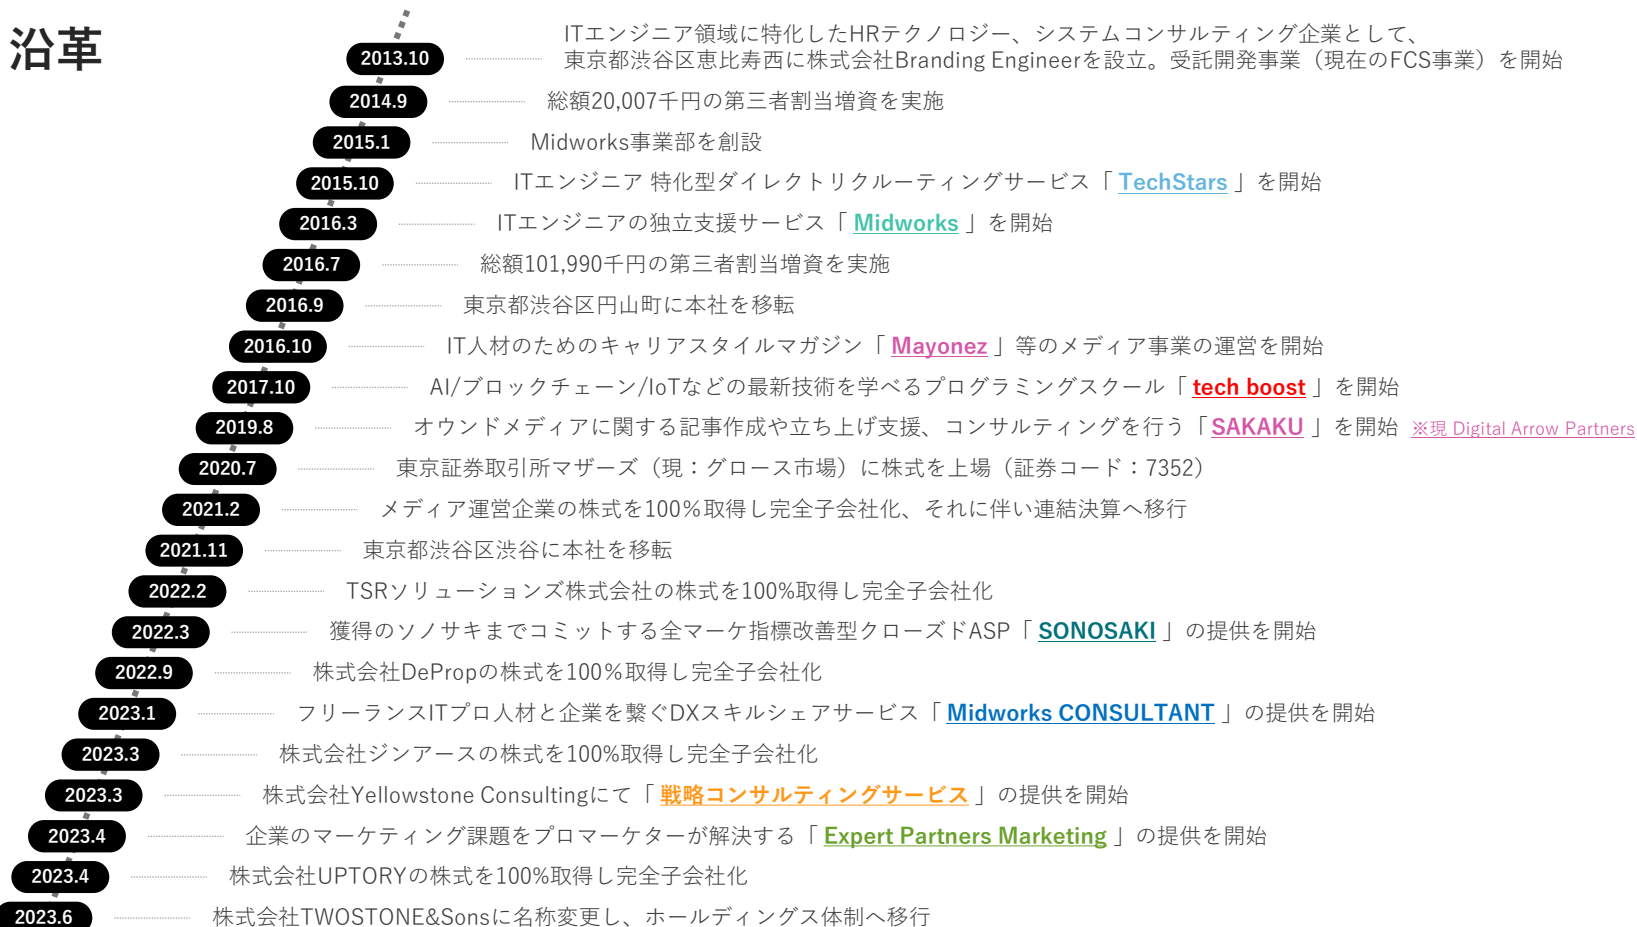 沿革
2013.10 ITエンジニア領域に特化したHRテクノロジー、システムコンサルティング企業として、
東京都渋谷区恵比寿西に株式会社Branding Engineerを設立。受託開発事業（現在のFCS事業）を開始
2014.9 総額20,007千円の第三者割当増資を実施
2015.1 Midworks事業部を創設
2015.10 ITエンジニア 特化型ダイレクトリクルーティングサービス「 TechStars 」を開始
2016.3 ITエンジニアの独立支援サービス「 Midworks 」を開始
2016.7 総額101,990千円の第三者割当増資を実施
2016.9 東京都渋谷区円山町に本社を移転
2016.10 IT人材のためのキャリアスタイルマガジン「 Mayonez 」等のメディア事業の運営を開始
2017.10 AI/ブロックチェーン/IoTなどの最新技術を学べるプログラミングスクール「 tech boost 」を開始
2019.8 オウンドメディアに関する記事作成や立ち上げ支援、コンサルティングを行う「 SAKAKU 」を開始 ※現 Digital Arrow Partners
2020.7 東京証券取引所マザーズ（現：グロース市場）に株式を上場（証券コード：7352）
2021.2 メディア運営企業の株式を100%取得し完全子会社化、それに伴い連結決算へ移行
2021.11 東京都渋谷区渋谷に本社を移転
2022.2 TSRソリューションズ株式会社の株式を100%取得し完全子会社化
2022.3 獲得のソノサキまでコミットする全マーケ指標改善型クローズドASP「 SONOSAKI 」の提供を開始
2022.9 株式会社DePropの株式を100%取得し完全子会社化
2023.1 フリーランスITプロ人材と企業を繋ぐDXスキルシェアサービス「 Midworks CONSULTANT 」の提供を開始
2023.3 株式会社ジンアースの株式を100%取得し完全子会社化
2023.3 株式会社Yellowstone Consultingにて「 戦略コンサルティングサービス 」の提供を開始
2023.4 企業のマーケティング課題をプロマーケターが解決する「 Expert Partners Marketing 」の提供を開始
2023.4 株式会社UPTORYの株式を100%取得し完全子会社化
2023.6 株式会社TWOSTONE&Sonsに名称変更し、ホールディングス体制へ移行